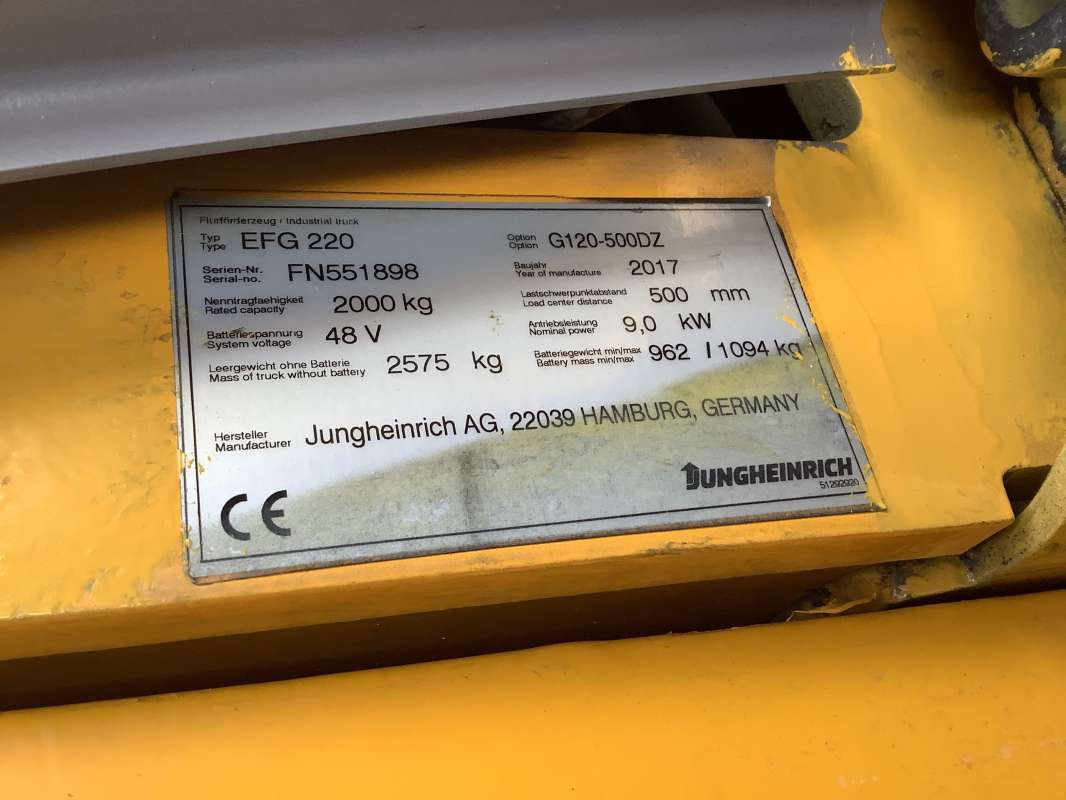 Flurförderzeug / Industrial truck
Typ
Type EFG 220
Option
Option G120-500DZ
Serien-Nr.
Serial-no. FN551898
Baujahr
Year of manufacture 2017
Nenntragfaehigkeit
Rated capacity 2000 kg
Lastschwerpunktabstand
Load center distance 500 mm
Batteriespannung
System voltage 48 V
Antriebsleistung
Nominal power 9,0 kW
Leergewicht ohne Batterie
Mass of truck without battery 2575 kg
Batteriegewicht min/max
Battery mass min/max 962 / 1094 kg
Hersteller
Manufacturer Jungheinrich AG, 22039 HAMBURG, GERMANY
CE
JUNGHEINRICH
51292920